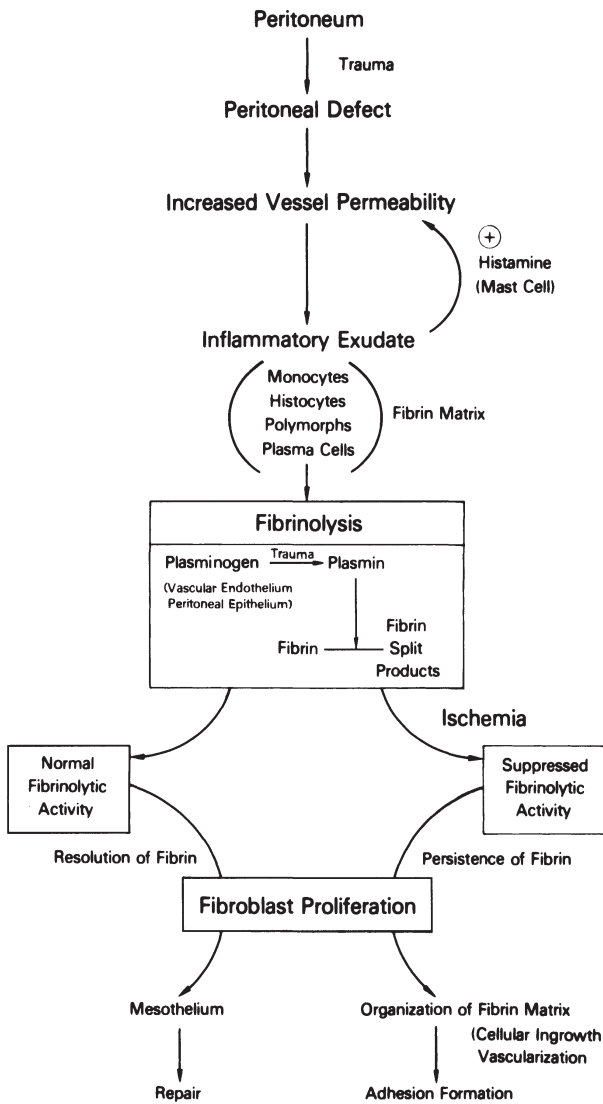 Peritoneum
Trauma
Peritoneal Defect
Increased Vessel Permeability
+
Histamine
(Mast Cell)
Inflammatory Exudate
Monocytes
Histocytes
Polymorphs
Plasma Cells
Fibrin Matrix
Fibrinolysis
Plasminogen Trauma Plasmin
(Vascular Endothelium
Peritoneal Epithelium)
Fibrin
Fibrin Split
Products
Ischemia
Normal
Fibrinolytic
Activity
Suppressed
Fibrinolytic
Activity
Resolution of Fibrin
Persistence of Fibrin
Fibroblast Proliferation
Mesothelium
Organization of Fibrin Matrix
(Cellular Ingrowth
Vascularization
Repair
Adhesion Formation